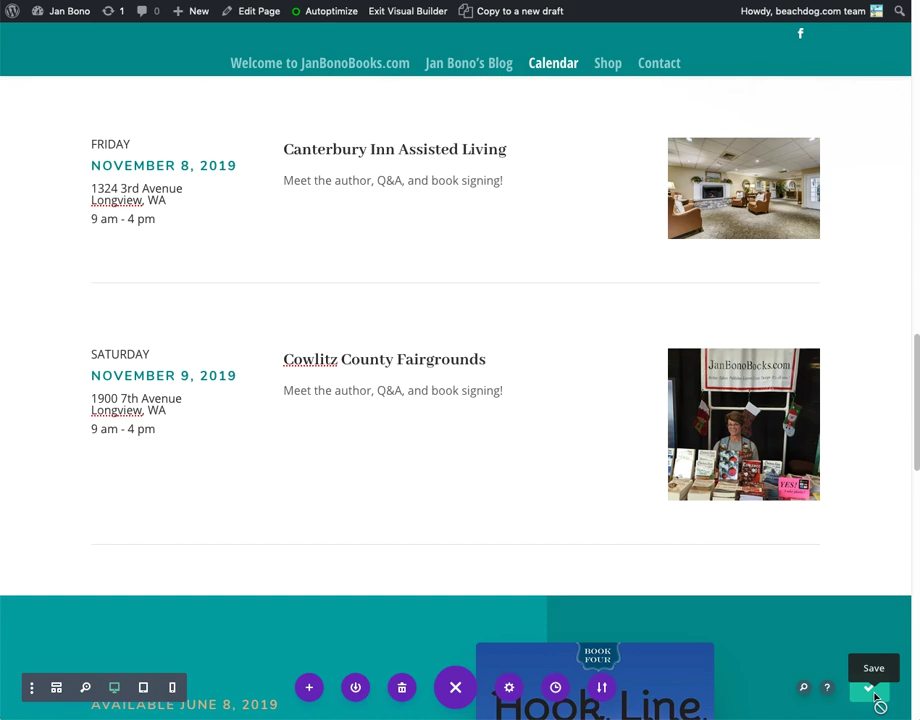 Jan Bono
1
0
New
Edit Page
Autoptimize
Exit Visual Builder
Copy to a new draft
Howdy, beachdog.com team
Welcome to JanBonoBooks.com
Jan Bono's Blog
Calendar
Shop
Contact
FRIDAY
NOVEMBER 8, 2019
1324 3rd Avenue
Longview, WA
9 am - 4 pm
Canterbury Inn Assisted Living
Meet the author, Q&A, and book signing!
SATURDAY
NOVEMBER 9, 2019
1900 7th Avenue
Longview, WA
9 am - 4 pm
Cowlitz County Fairgrounds
Meet the author, Q&A, and book signing!
JanBonoBooks.com
YES!
BOOK
FOUR
Hook, Line,
AVAILABLE JUNE 8, 2019
Save